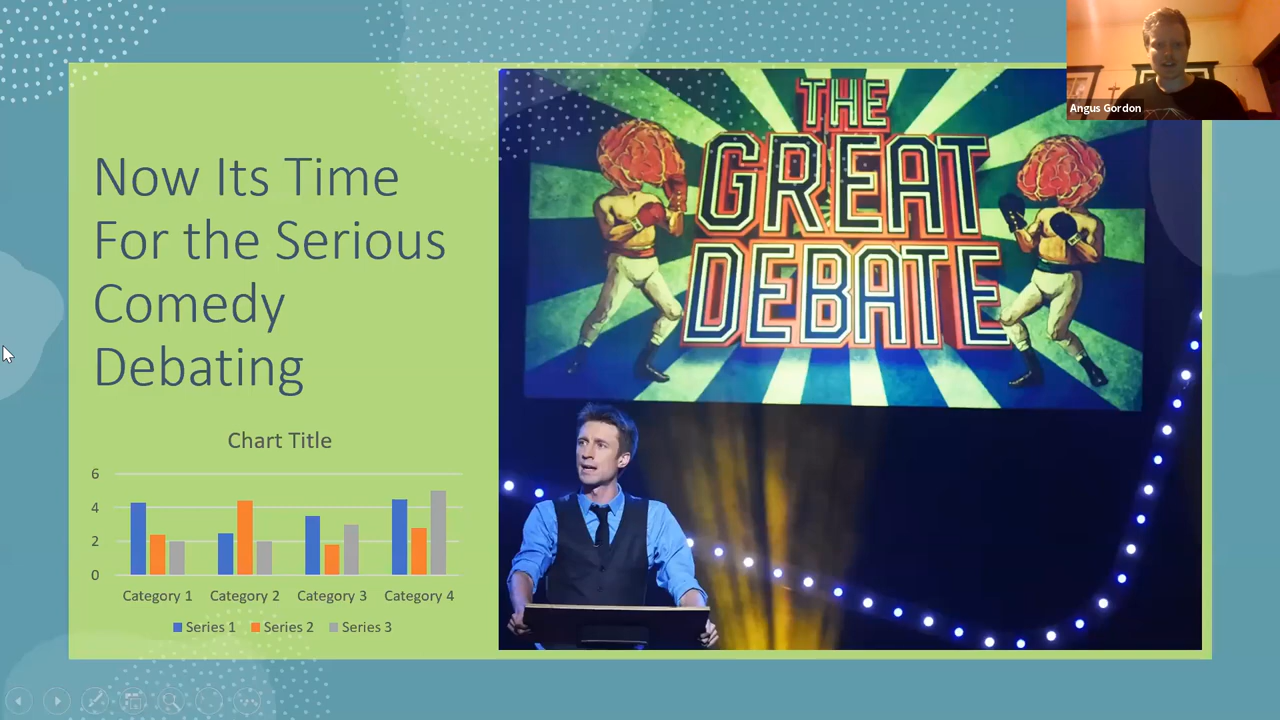 Now Its Time
For the Serious
Comedy
Debating
Chart Title
6
4
2
0
Category 1 Category 2 Category 3 Category 4
Series 1 Series 2 Series 3
THE
GREAT
DEBATE
Angus Gordon